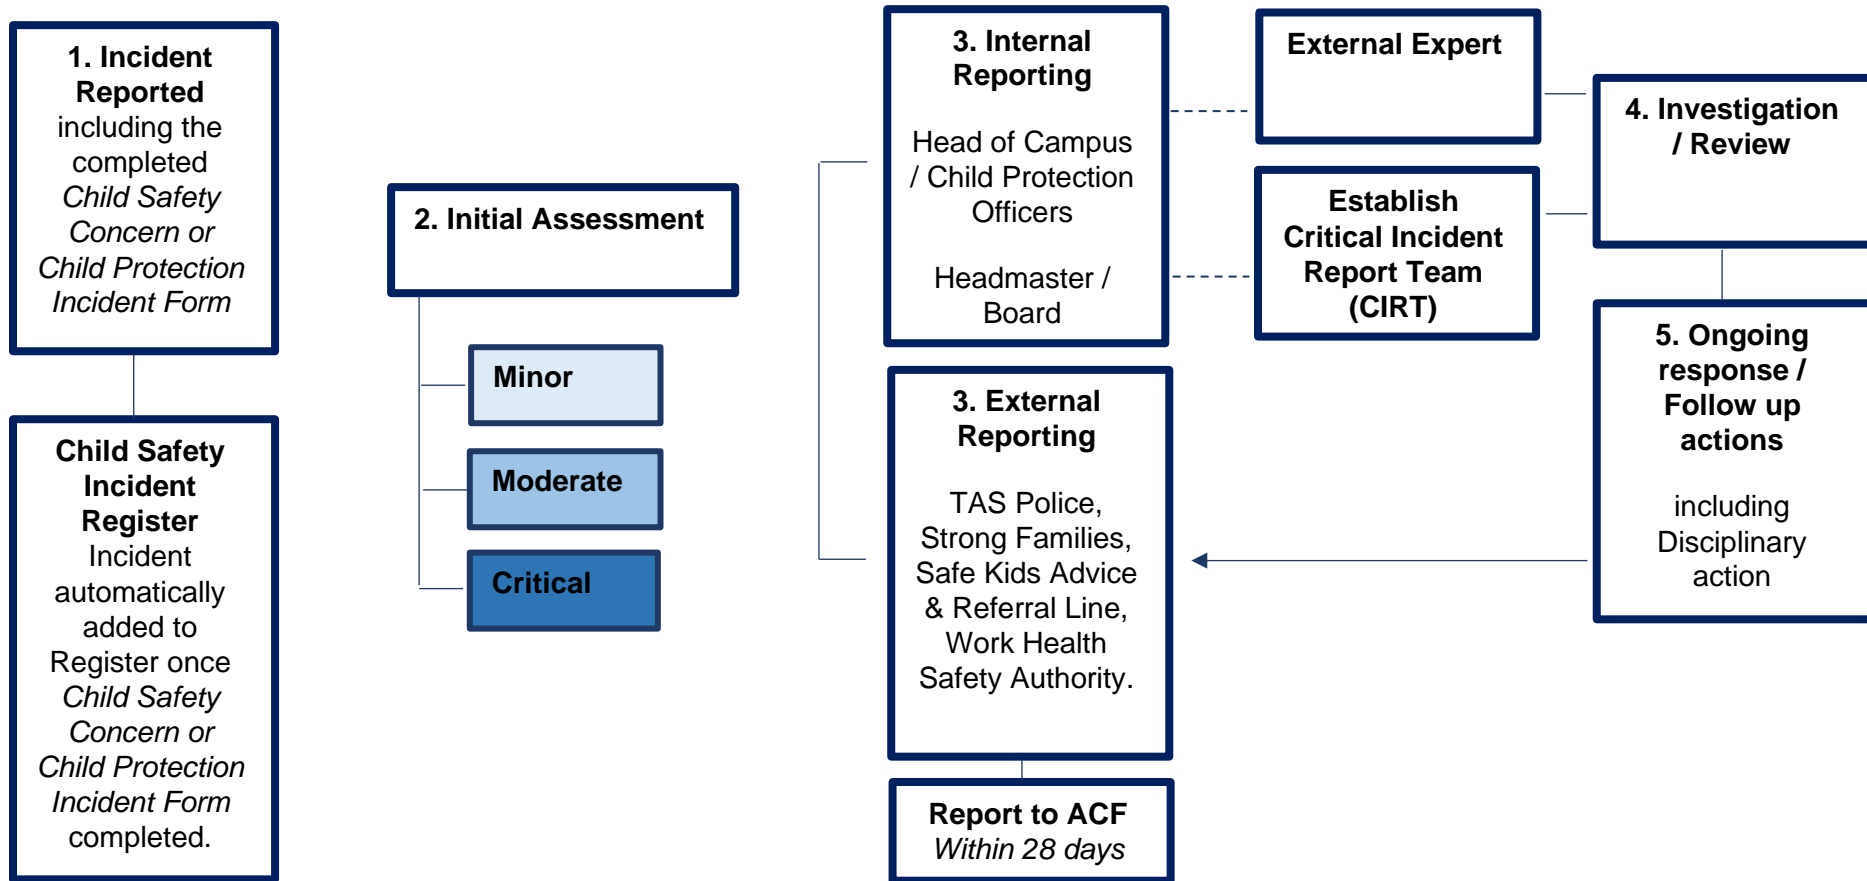 1. Incident
Reported
including the
completed
Child Safety
Concern or
Child Protection
Incident Form
Child Safety
Incident
Register
Incident
automatically
added to
Register once
Child Safety
Concern or
Child Protection
Incident Form
completed.
2. Initial Assessment
Minor
Moderate
Critical
3. Internal
Reporting
Head of Campus
/ Child Protection
Officers
Headmaster /
Board
3. External
Reporting
TAS Police,
Strong Families,
Safe Kids Advice
& Referral Line,
Work Health
Safety Authority.
Report to ACF
Within 28 days
External Expert
Establish
Critical Incident
Report Team
(CIRT)
4. Investigation
/ Review
5. Ongoing
response /
Follow up
actions
including
Disciplinary
action